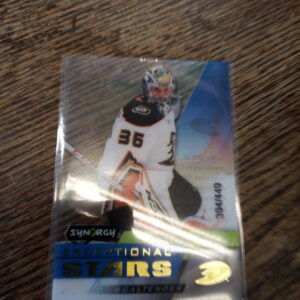 36
394/449
SYNERGY
EXCEPTIONAL
STARS
GOALTENDER